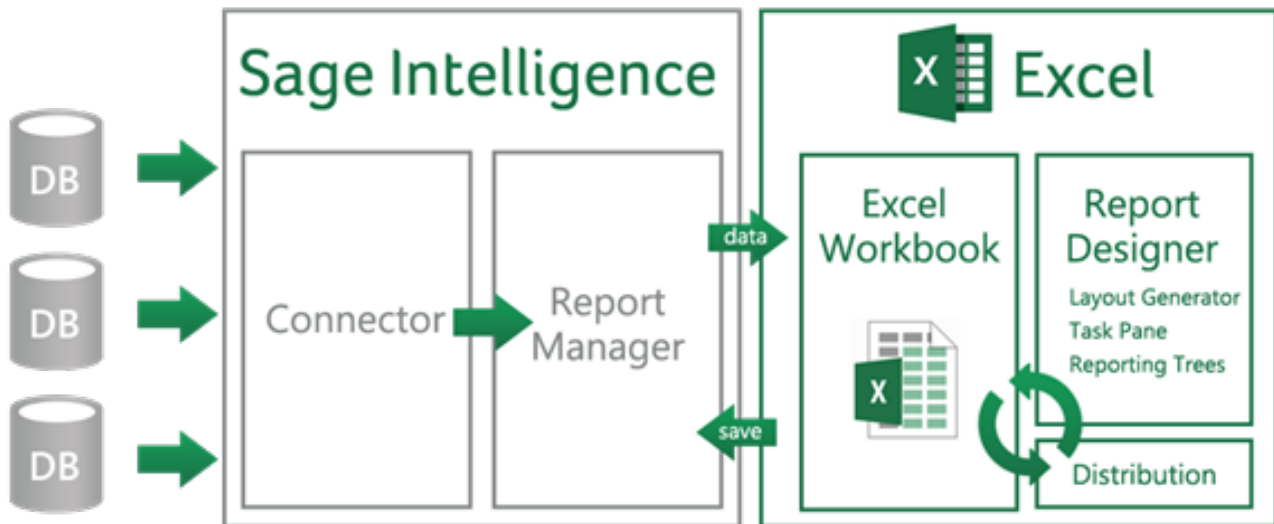 Sage Intelligence
X Excel
DB
DB
DB
Connector
Report
Manager
data
save
Excel
Workbook
X
Report
Designer
Layout Generator
Task Pane
Reporting Trees
Distribution